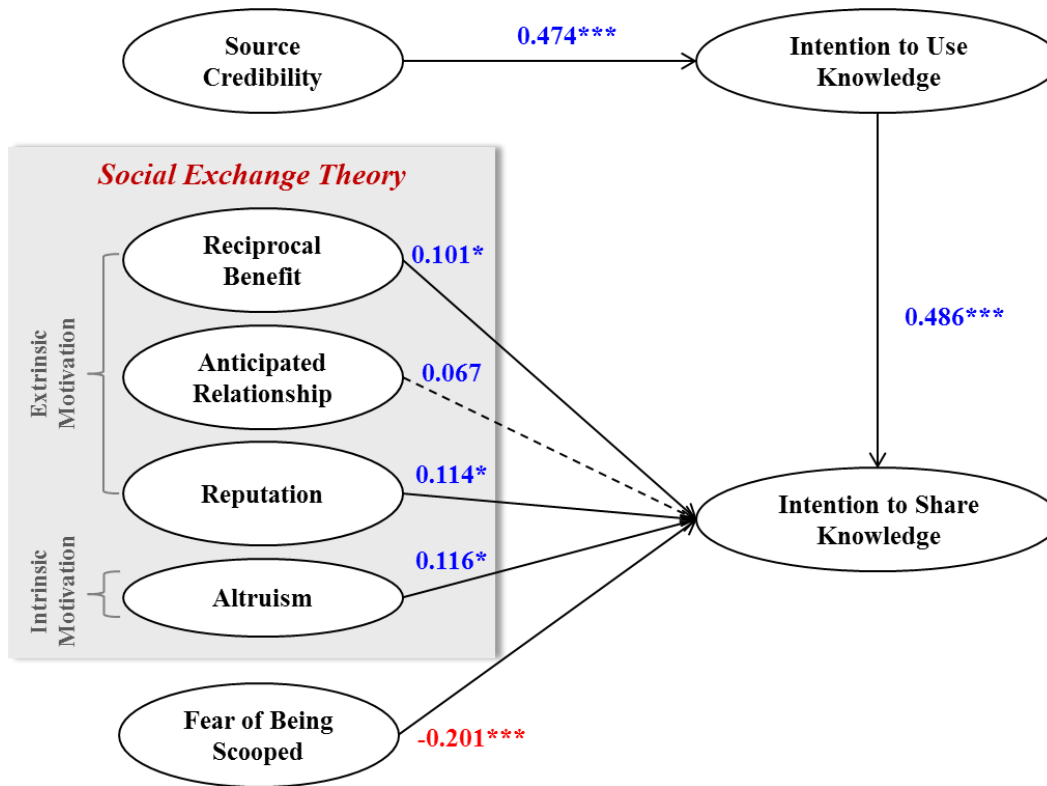 Source
Credibility
0.474***
Intention to Use
Knowledge
Social Exchange Theory
Extrinsic
Motivation
Reciprocal
Benefit
0.101*
Anticipated
Relationship
0.067
0.486***
Reputation
0.114*
Intention to Share
Knowledge
Intrinsic
Motivation
Altruism
0.116*
Fear of Being
Scooped
-0.201***